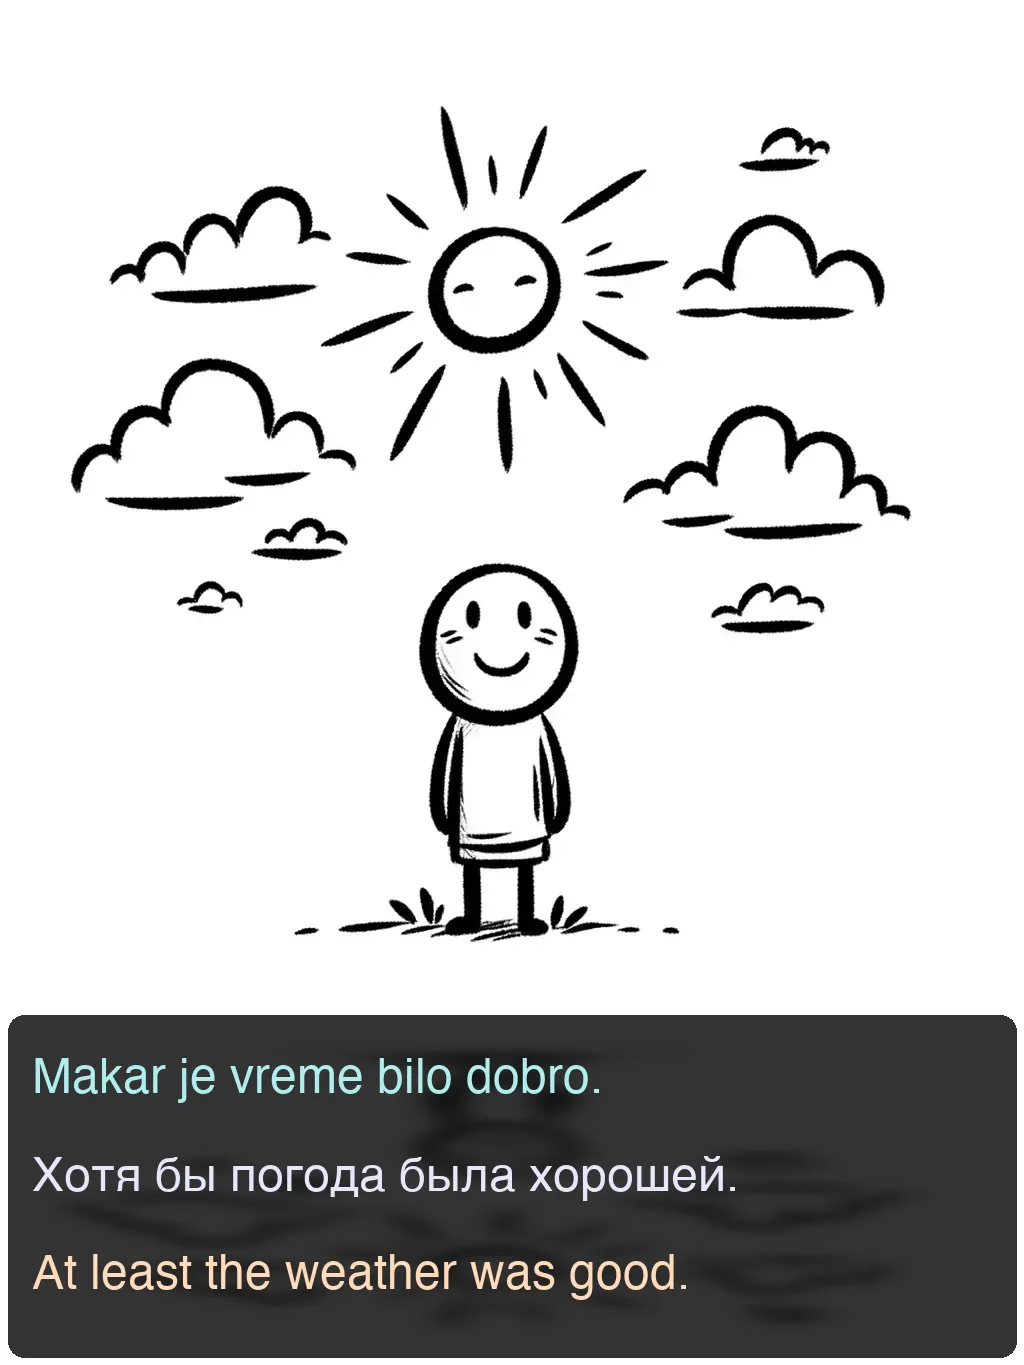 Makar je vreme bilo dobro.
Хотя бы погода была хорошей.
At least the weather was good.